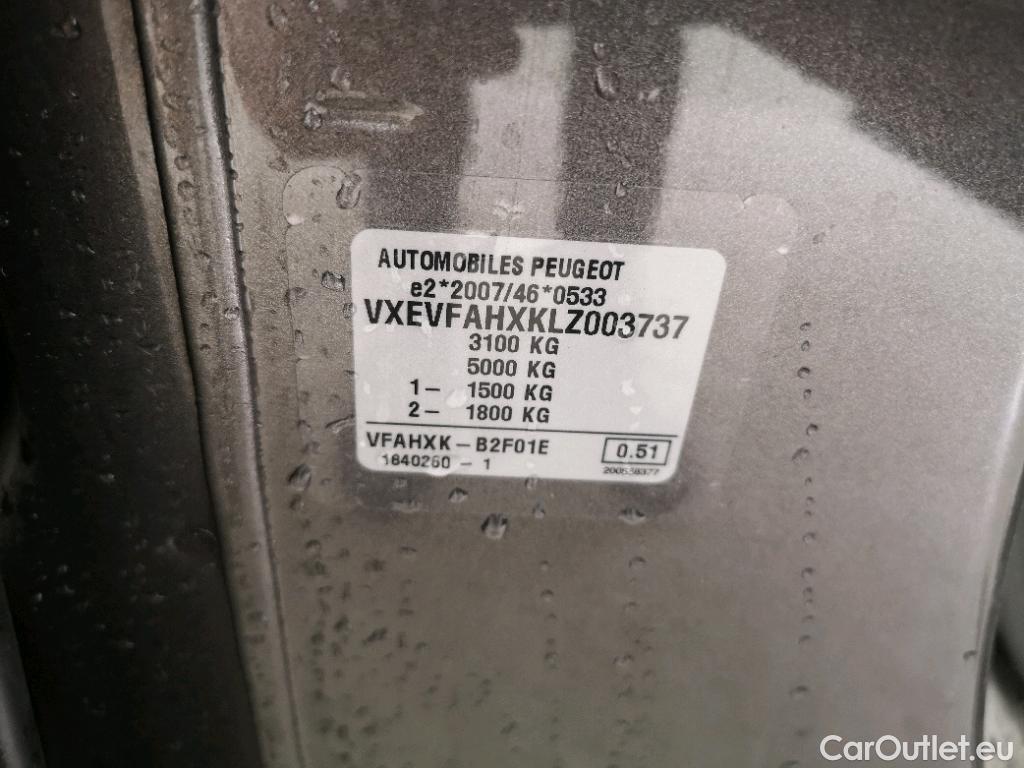 AUTOMOBILES PEUGEOT
e2*2007/46*0533
VXEVFAHXKLZ003737
3100 KG
5000 KG
1- 1500 KG
2- 1800 KG
VFAHXK - B2F01E 0.51
1640260 - 1
CarOutlet.eu